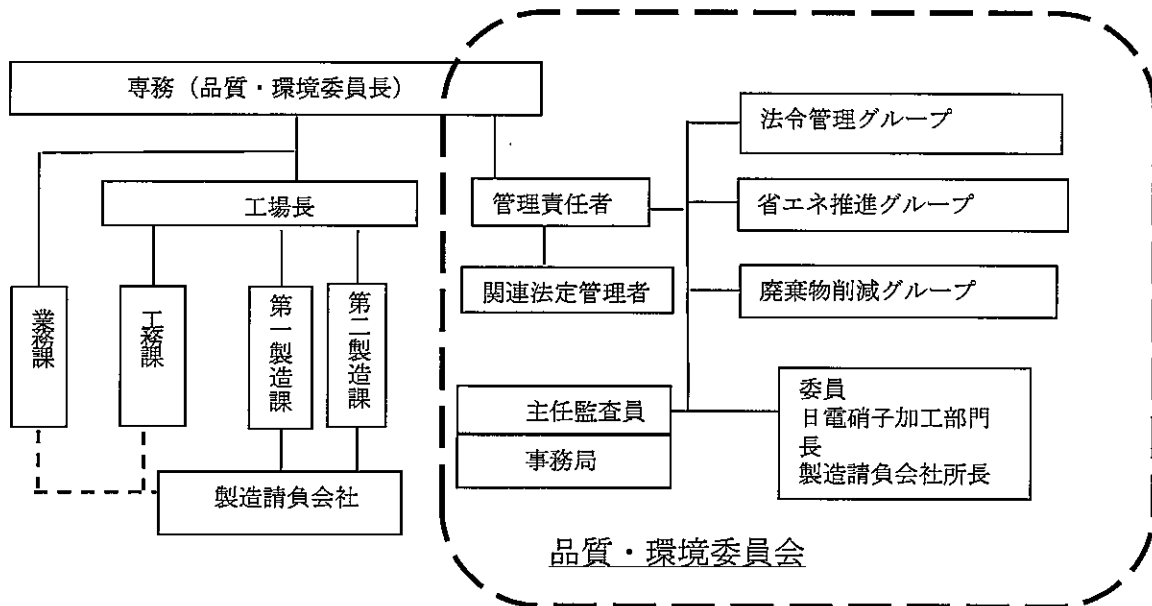 専務（品質・環境委員長）
工場長
業務課
工務課
第一製造課
第二製造課
製造請負会社
管理責任者
関連法定管理者
主任監査員
事務局
法令管理グループ
省エネ推進グループ
廃棄物削減グループ
委員
日電硝子加工部門
長
製造請負会社所長
品質・環境委員会